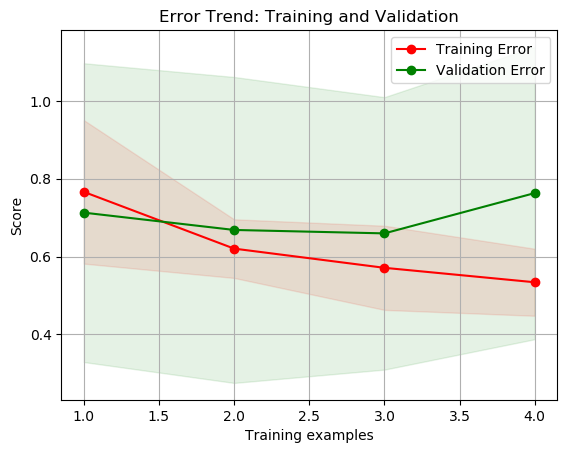 Error Trend: Training and Validation
Training Error
Validation Error
Score
1.0
0.8
0.6
0.4
1.0 1.5 2.0 2.5 3.0 3.5 4.0
Training examples